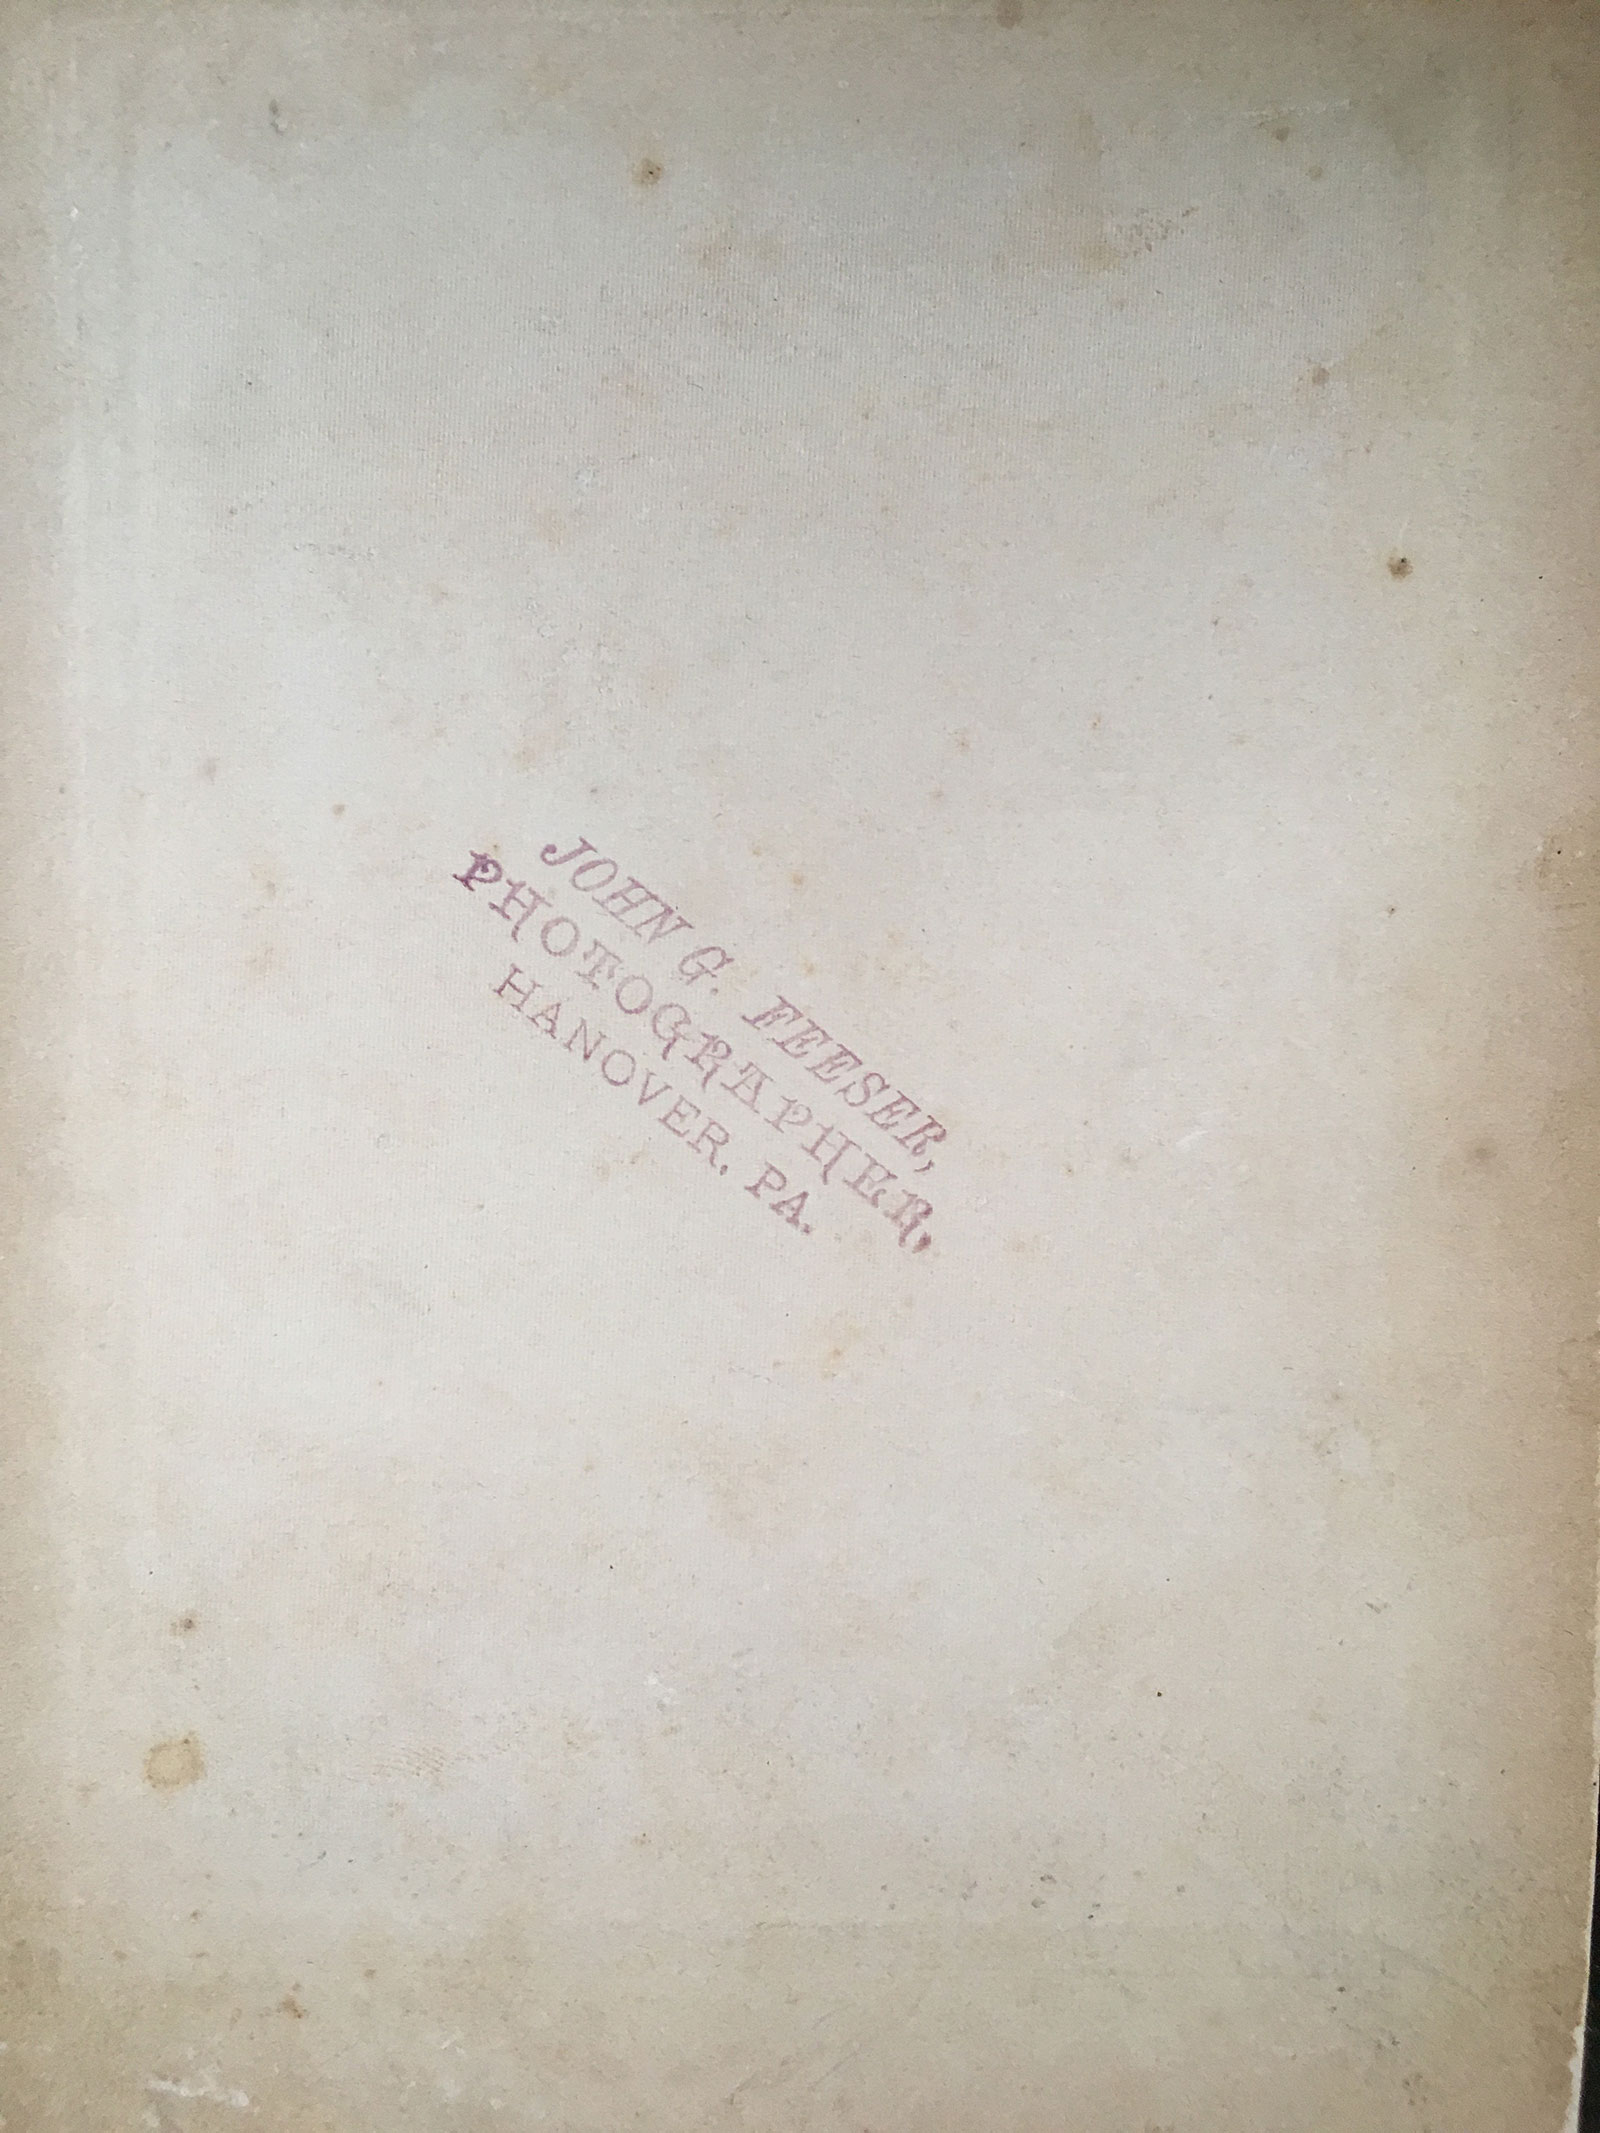 JOHN G. FEESER,
PHOTOGRAPHER,
HANOVER, PA.